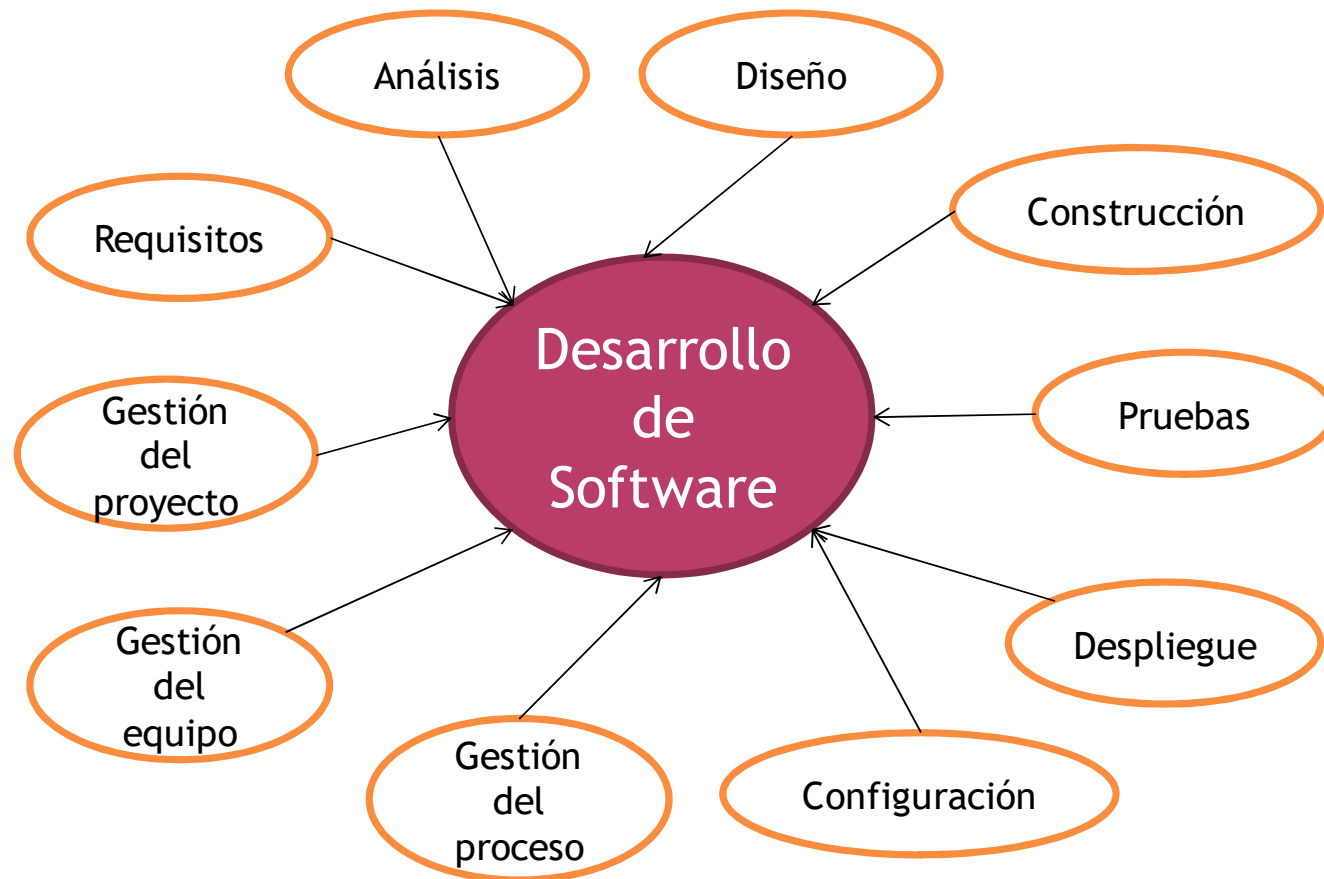 Análisis
Diseño
Requisitos
Construcción
Desarrollo
de
Software
Gestión
del
proyecto
Pruebas
Gestión
del
equipo
Despliegue
Gestión
del
proceso
Configuración